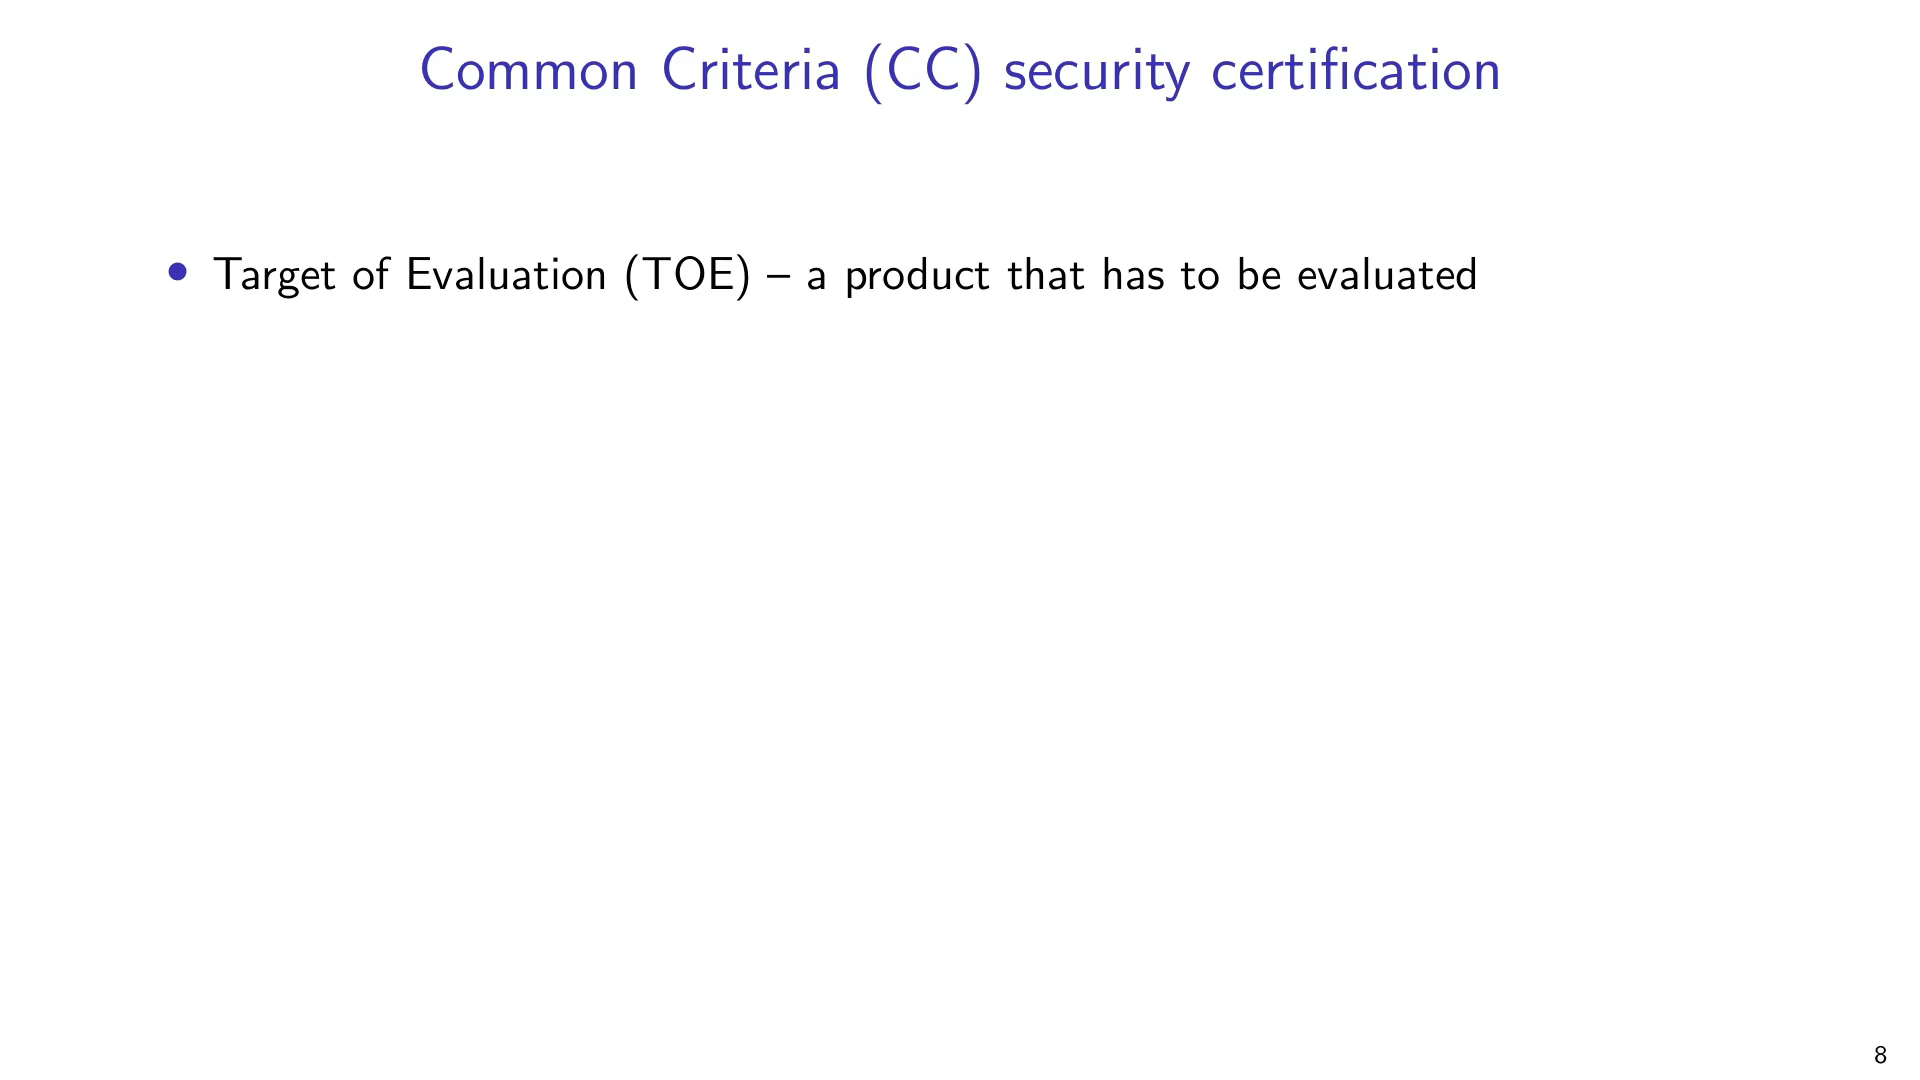 Common Criteria (CC) security certification
• Target of Evaluation (TOE) – a product that has to be evaluated
8